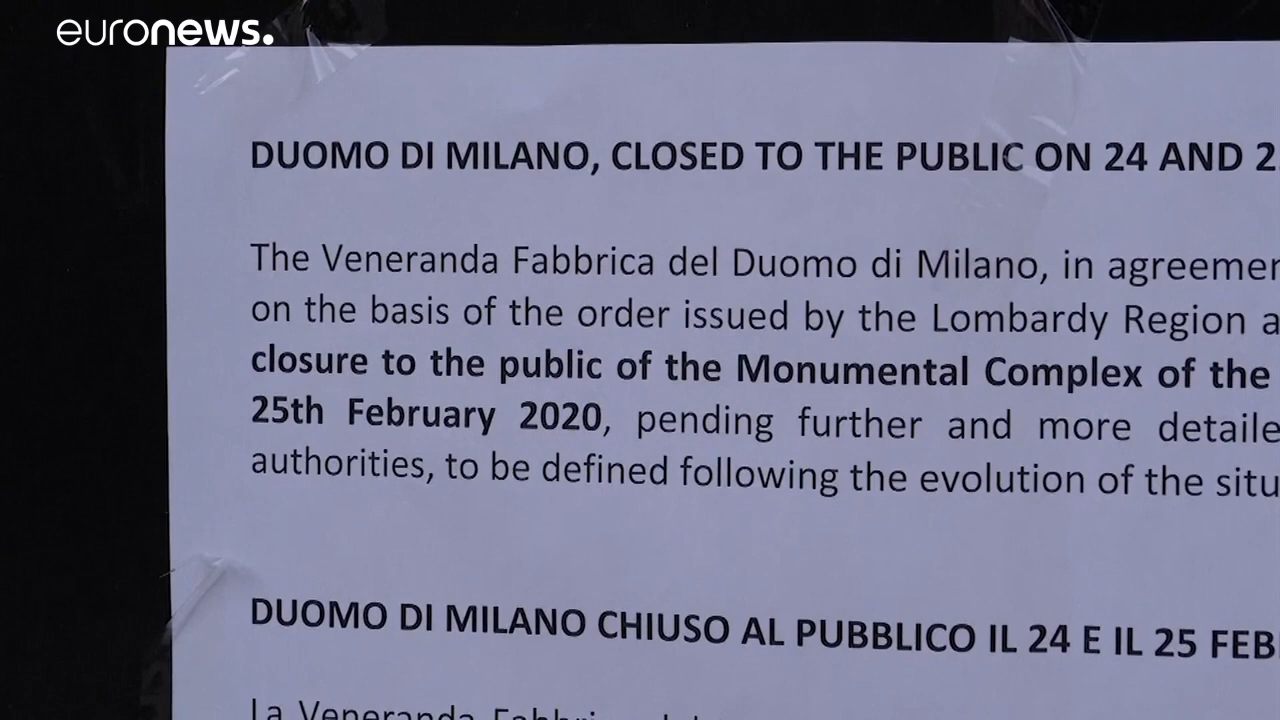 euronews.
DUOMO DI MILANO, CLOSED TO THE PUBLIC ON 24 AND
The Veneranda Fabbrica del Duomo di Milano, in
on the basis of the order issued by the Lombardy Region
closure to the public of the Monumental Complex of the
25th February 2020, pending further and more
authorities, to be defined following the evolution of the
DUOMO DI MILANO CHIUSO AL PUBBLICO IL 24 E IL 25
La Veneranda